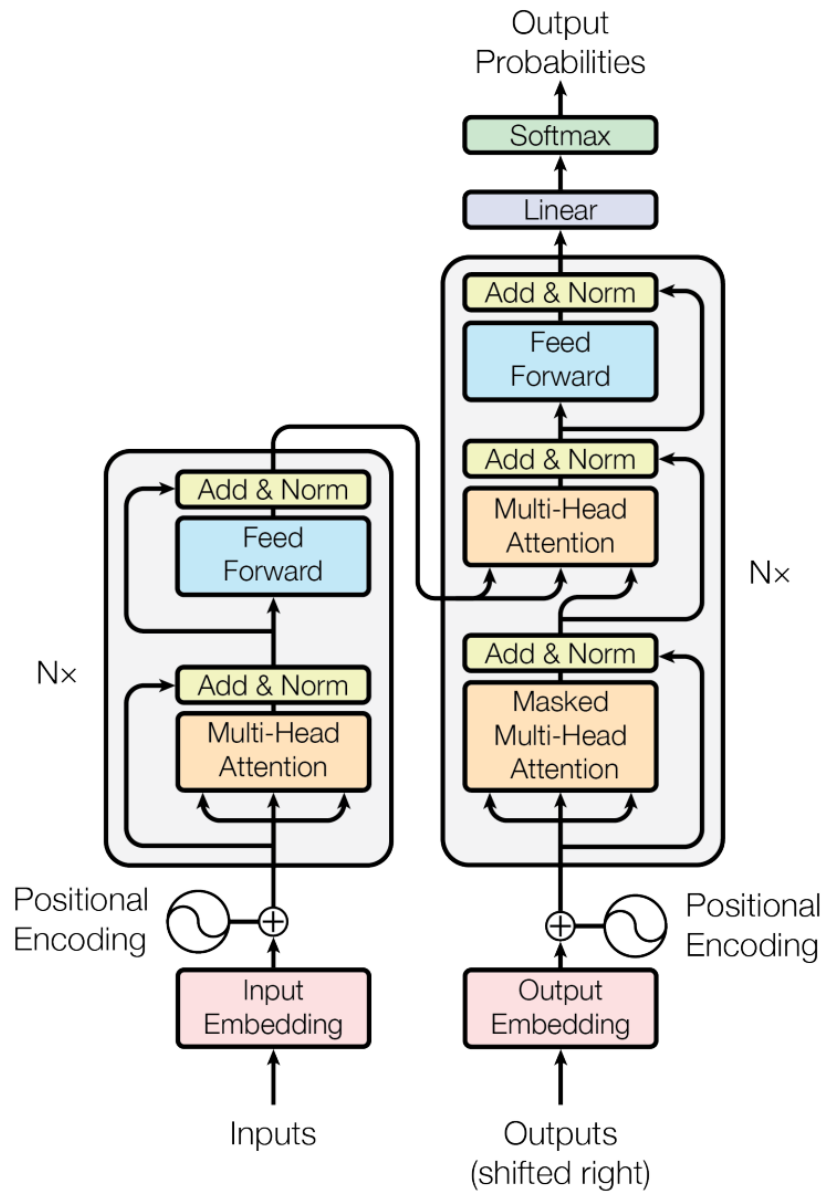 Output
Probabilities
Softmax
Linear
Add & Norm
Feed
Forward
Add & Norm
Multi-Head
Attention
Add & Norm
Masked
Multi-Head
Attention
N×
Add & Norm
Feed
Forward
Add & Norm
Multi-Head
Attention
N×
Positional
Encoding
Positional
Encoding
Input
Embedding
Output
Embedding
Inputs
Outputs
(shifted right)